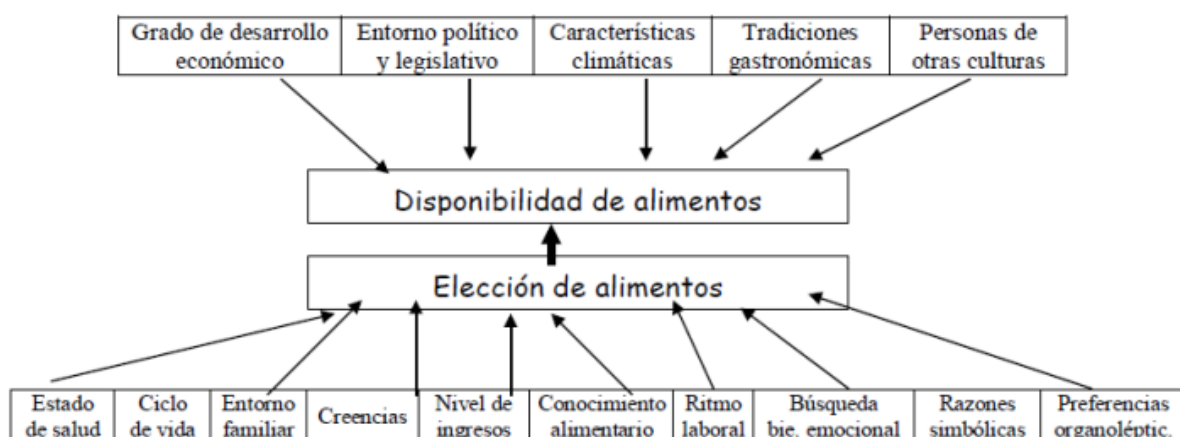 Grado de desarrollo económico
Entorno político y legislativo
Características climáticas
Tradiciones gastronómicas
Personas de otras culturas
Disponibilidad de alimentos
Elección de alimentos
Estado de salud
Ciclo de vida
Entorno familiar
Creencias
Nivel de ingresos
Conocimiento alimentario
Ritmo laboral
Búsqueda bie. emocional
Razones simbólicas
Preferencias organoléptic.